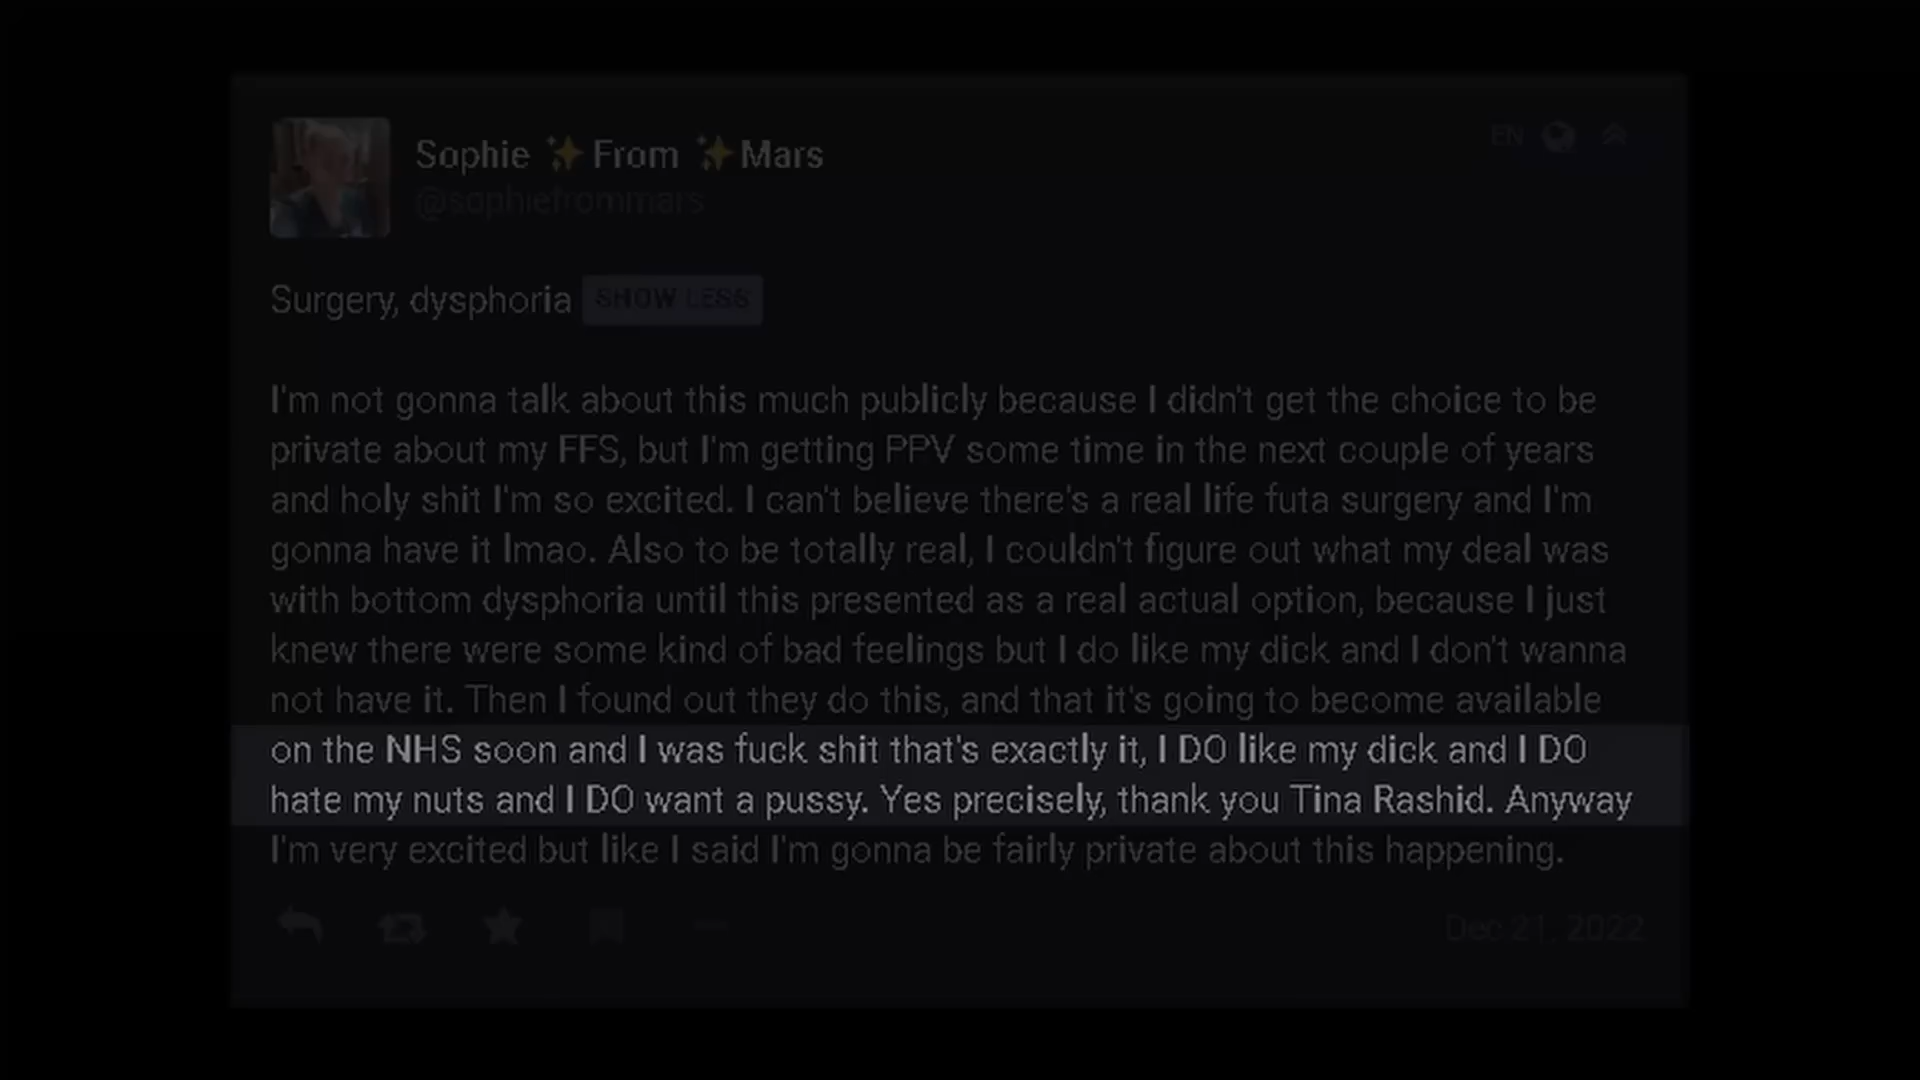 Sophie ✨ From ✨ Mars
EN
@sophiefrommars
Surgery, dysphoria SHOW LESS
I'm not gonna talk about this much publicly because I didn't get the choice to be
private about my FFS, but I'm getting PPV some time in the next couple of years
and holy shit I'm so excited. I can't believe there's a real life futa surgery and I'm
gonna have it lmao. Also to be totally real, I couldn't figure out what my deal was
with bottom dysphoria until this presented as a real actual option, because I just
knew there were some kind of bad feelings but I do like my dick and I don't wanna
not have it. Then I found out they do this, and that it's going to become available
on the NHS soon and I was fuck shit that's exactly it, I DO like my dick and I DO
hate my nuts and I DO want a pussy. Yes precisely, thank you Tina Rashid. Anyway
I'm very excited but like I said I'm gonna be fairly private about this happening.
Dec 21, 2022